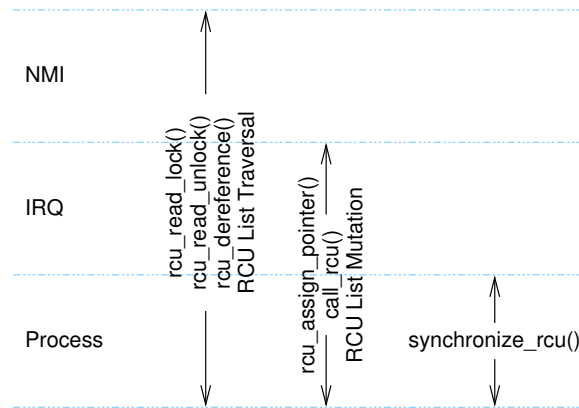 NMI
rcu_read_lock()
rcu_read_unlock()
rcu_dereference()
RCU List Traversal
IRQ
rcu_assign_pointer()
call_rcu()
RCU List Mutation
Process
synchronize_rcu()